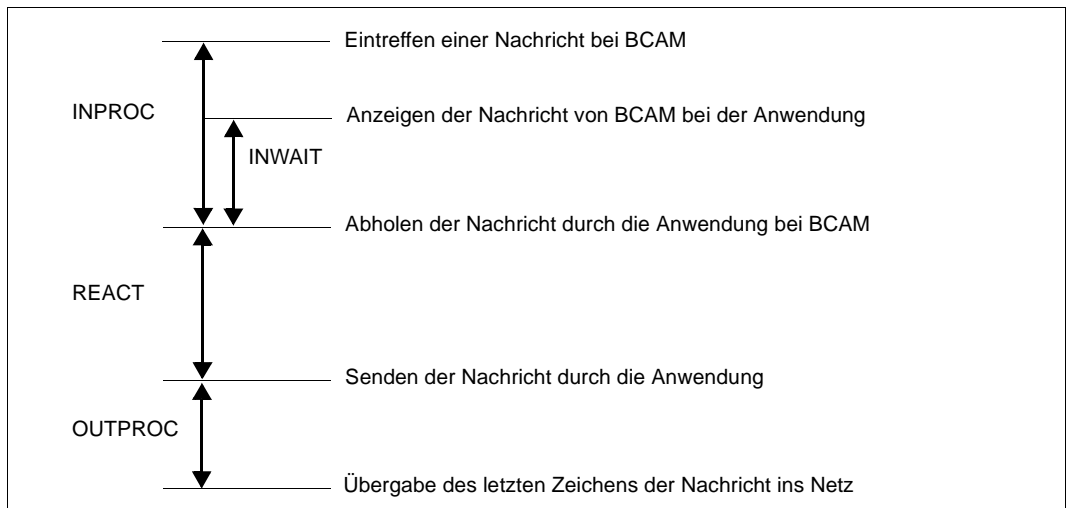 Eintreffen einer Nachricht bei BCAM
INPROC
Anzeigen der Nachricht von BCAM bei der Anwendung
INWAIT
Abholen der Nachricht durch die Anwendung bei BCAM
REACT
Senden der Nachricht durch die Anwendung
OUTPROC
Übergabe des letzten Zeichens der Nachricht ins Netz